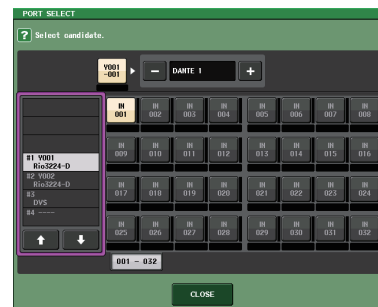 PORT SELECT
? Select candidate.
Y001
-001
DANTE 1
IN 001 IN 002 IN 003 IN 004 IN 005 IN 006 IN 007 IN 008
IN 009 IN 010 IN 011 IN 012 IN 013 IN 014 IN 015 IN 016
IN 017 IN 018 IN 019 IN 020 IN 021 IN 022 IN 023 IN 024
IN 025 IN 026 IN 027 IN 028 IN 029 IN 030 IN 031 IN 032
#1 Y001
Rio3224-D
#2 Y002
Rio3224-D
#3
DVS
#4 ----
001 - 032
CLOSE